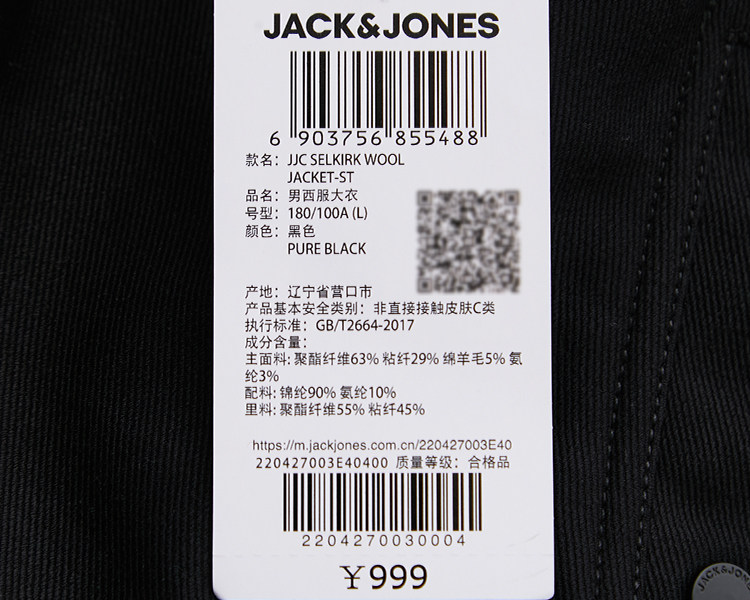 JACK&JONES
6 903756 855488
款名: JJC SELKIRK WOOL
JACKET-ST
品名: 男西服大衣
号型: 180/100A (L)
颜色: 黑色
PURE BLACK
产地: 辽宁省营口市
产品基本安全类别: 非直接接触皮肤C类
执行标准: GB/T2664-2017
成分含量:
主面料: 聚酯纤维63% 粘纤29% 绵羊毛5% 氨
纶3%
配料: 锦纶90% 氨纶10%
里料: 聚酯纤维55% 粘纤45%
https://m.jackjones.com.cn/220427003E40
220427003E40400 质量等级: 合格品
2204270030004
￥999
JACK&JONES